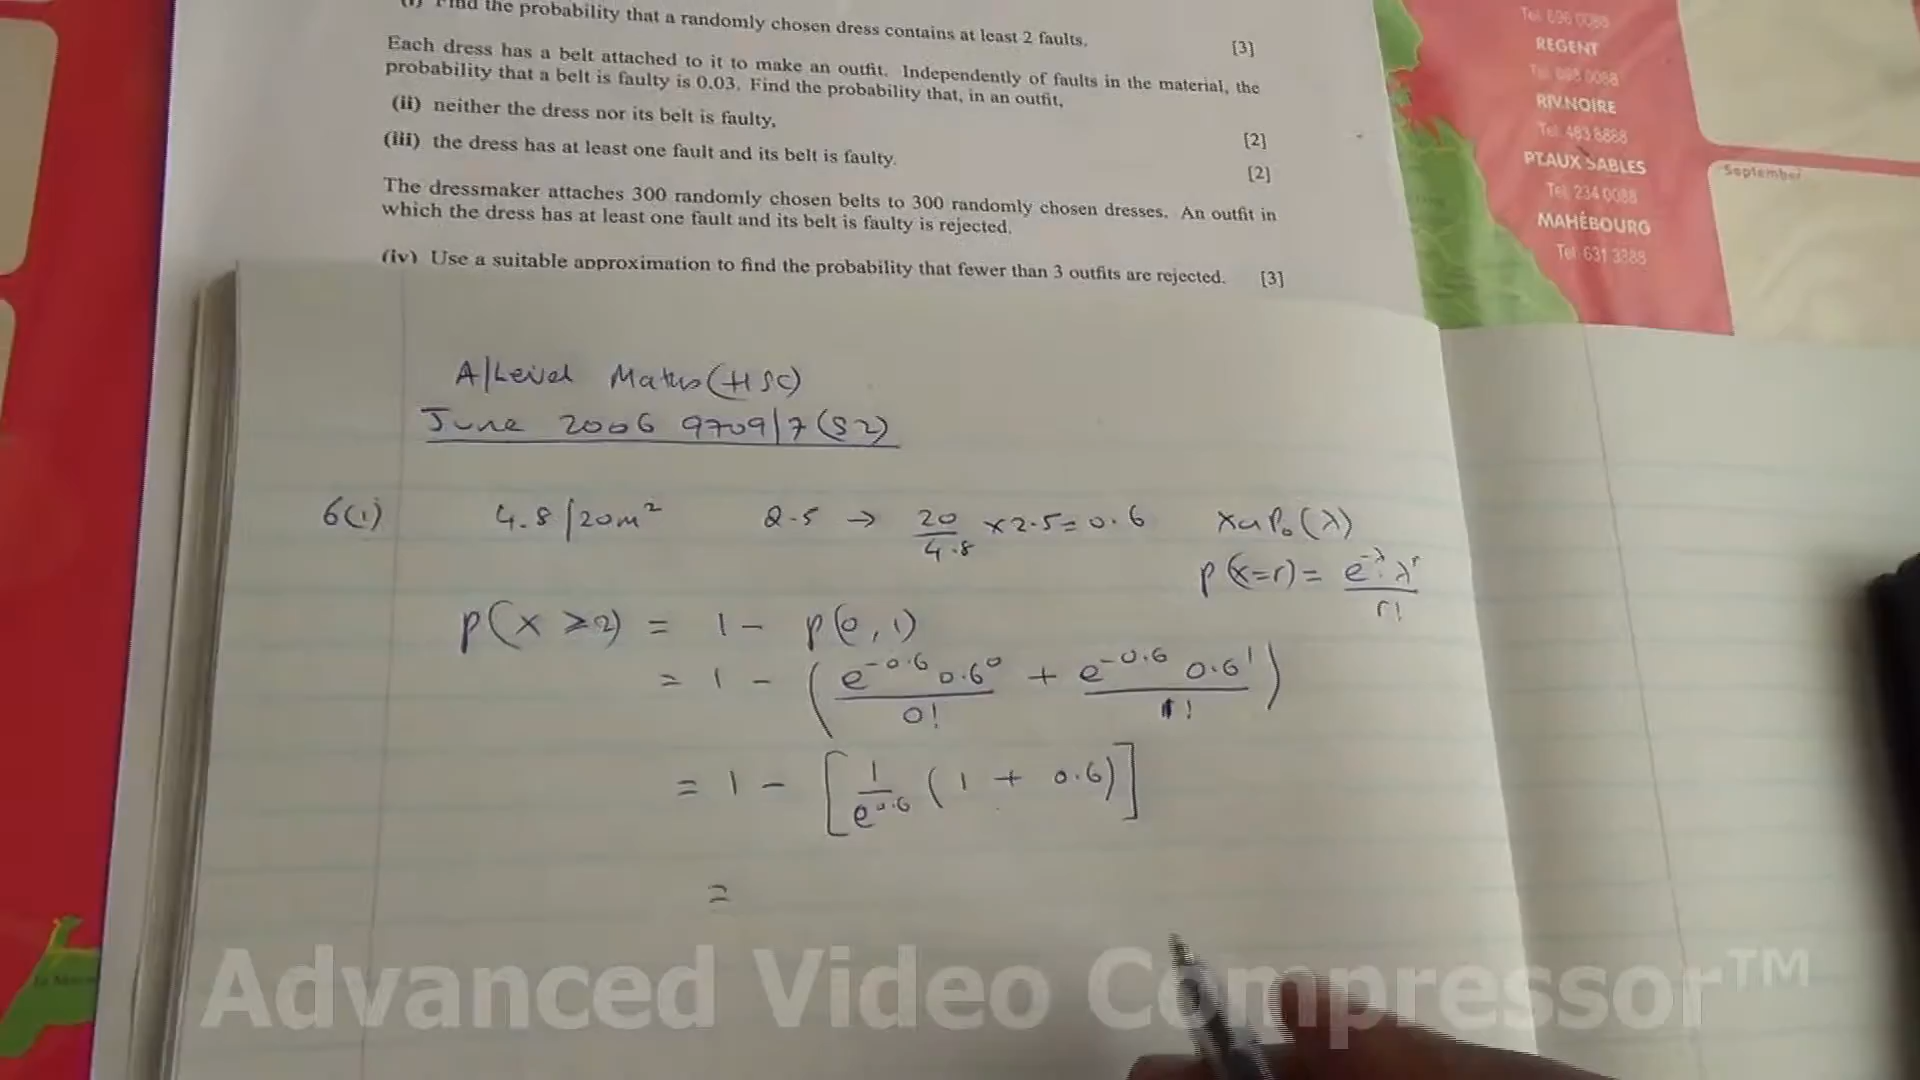 (i) Find the probability that a randomly chosen dress contains at least 2 faults. [3]
Each dress has a belt attached to it to make an outfit. Independently of faults in the material, the
probability that a belt is faulty is 0.03. Find the probability that, in an outfit,
(ii) neither the dress nor its belt is faulty, [2]
(iii) the dress has at least one fault and its belt is faulty. [2]
The dressmaker attaches 300 randomly chosen belts to 300 randomly chosen dresses. An outfit in
which the dress has at least one fault and its belt is faulty is rejected.
(iv) Use a suitable approximation to find the probability that fewer than 3 outfits are rejected. [3]
REGENT
RIV.NOIRE
Tel: 483 8888
PTAUX SABLES
Tel: 234 0088
MAHÉBOURG
Tel: 631 3388
September
A/Level Maths (HSC)
June 2006 9709/7 (S2)
6(i) 4.8/20m² 2.5 → 20/4.8 × 2.5 = 0.6 X~Po(λ)
P(X=r) = e^-λ . λ^r / r!
P(X ≥ 2) = 1 - P(0, 1)
= 1 - (e^-0.6 0.6^0 / 0! + e^-0.6 0.6^1 / 1!)
= 1 - [1/e^0.6 (1 + 0.6)]
=
Advanced Video Compressor™